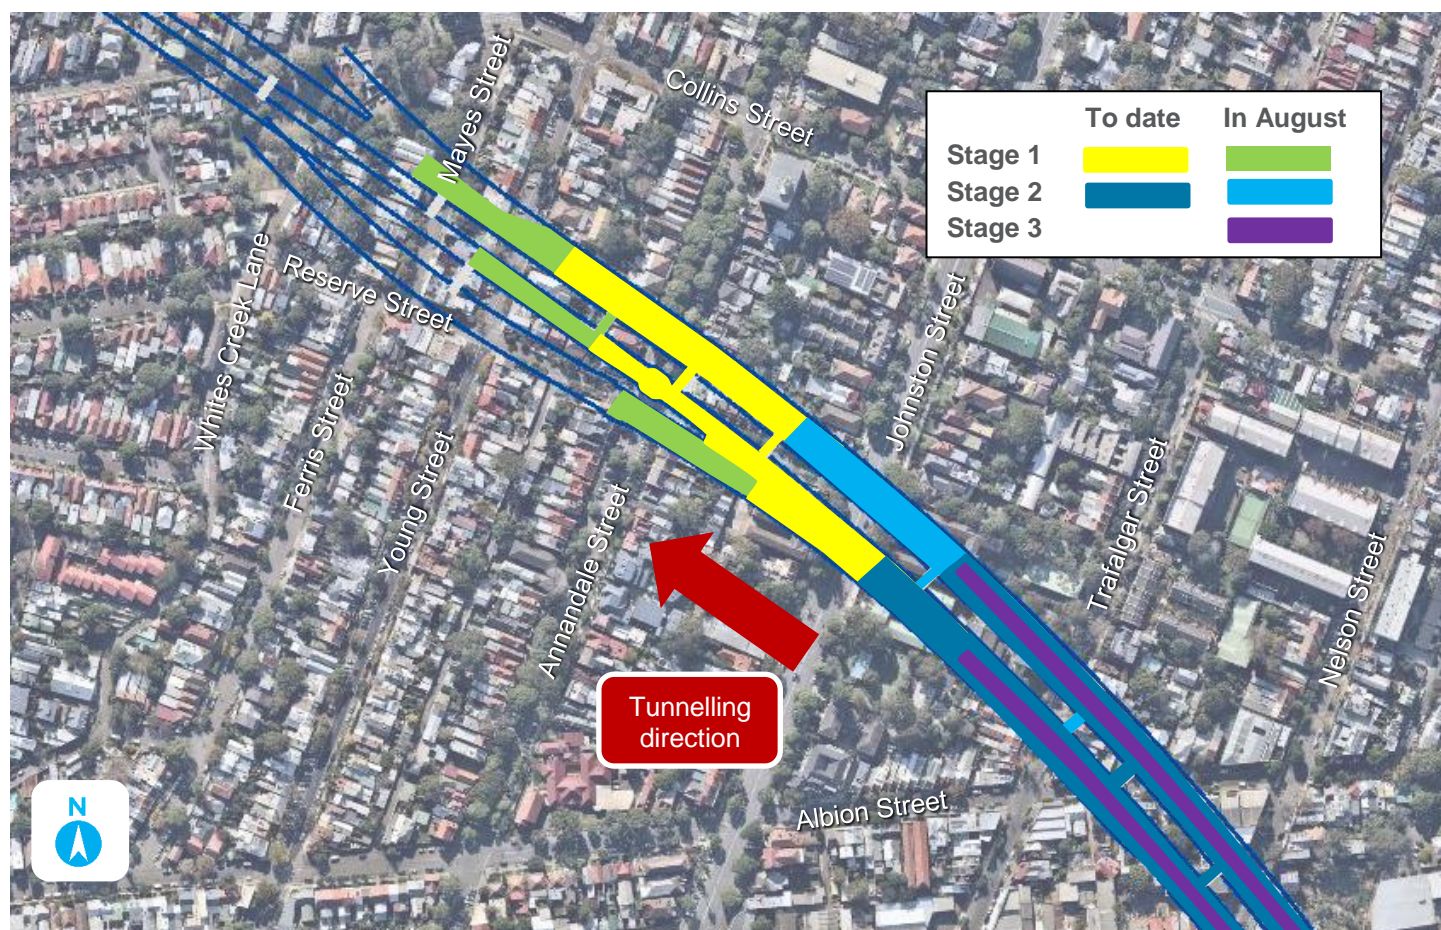 Mayes Street
Collins Street
To date In August
Stage 1
Stage 2
Stage 3
Whites Creek Lane
Reserve Street
Ferris Street
Young Street
Annandale Street
Johnston Street
Trafalgar Street
Nelson Street
Tunnelling
direction
Albion Street
N